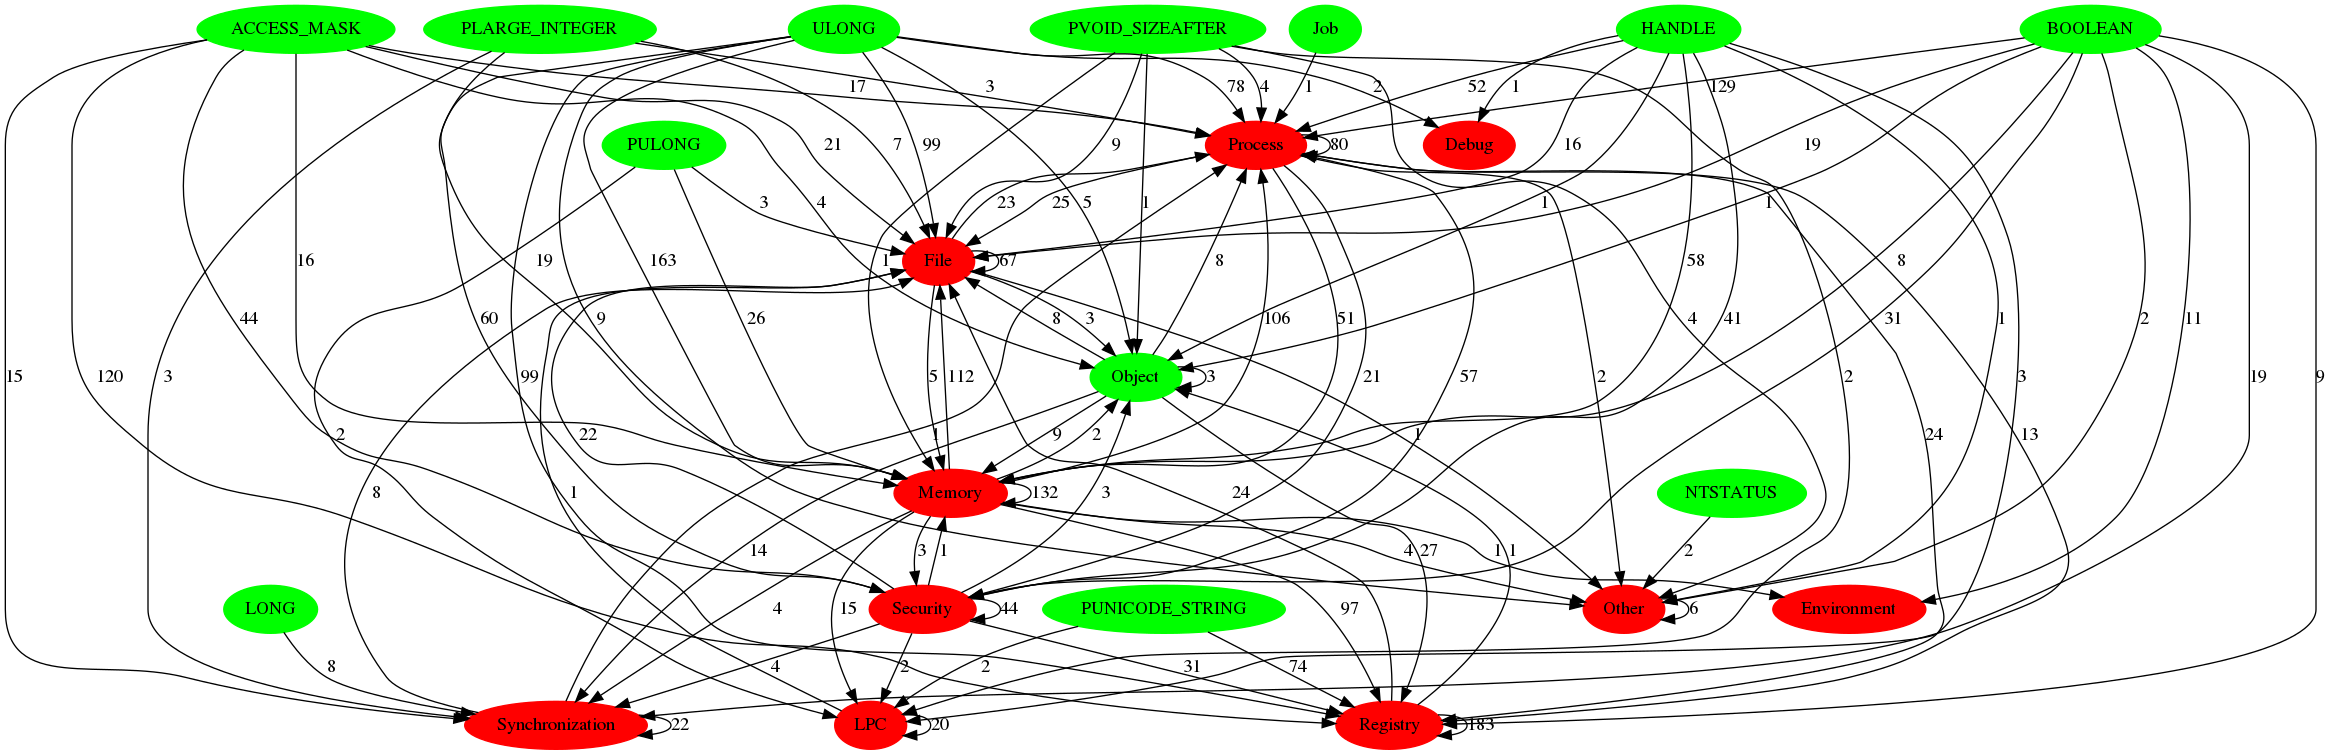 ACCESS_MASK PLARGE_INTEGER ULONG PVOID_SIZEAFTER Job HANDLE BOOLEAN
17 3 78 4 1 2 1 52 129
PULONG Process Debug
21 7 99 9 80 16 19
3 4 23 25 5 1 1 1
16 19 163 1 File 67 8 58 8
44 60 9 26 8 3 106 51 4 41 31 1 2 11
15 120 3 99 5 112 Object 3 21 57 2 2 3 19 9
2 22 1 9 2 1 24 13
8 1 Memory 132 3 24 NTSTATUS
14 3 1 4 27 1 1 2
LONG 4 15 Security 44 PUNICODE_STRING 97 Other 6 Environment
8 4 2 2 31 74
Synchronization 22 LPC 20 Registry 183